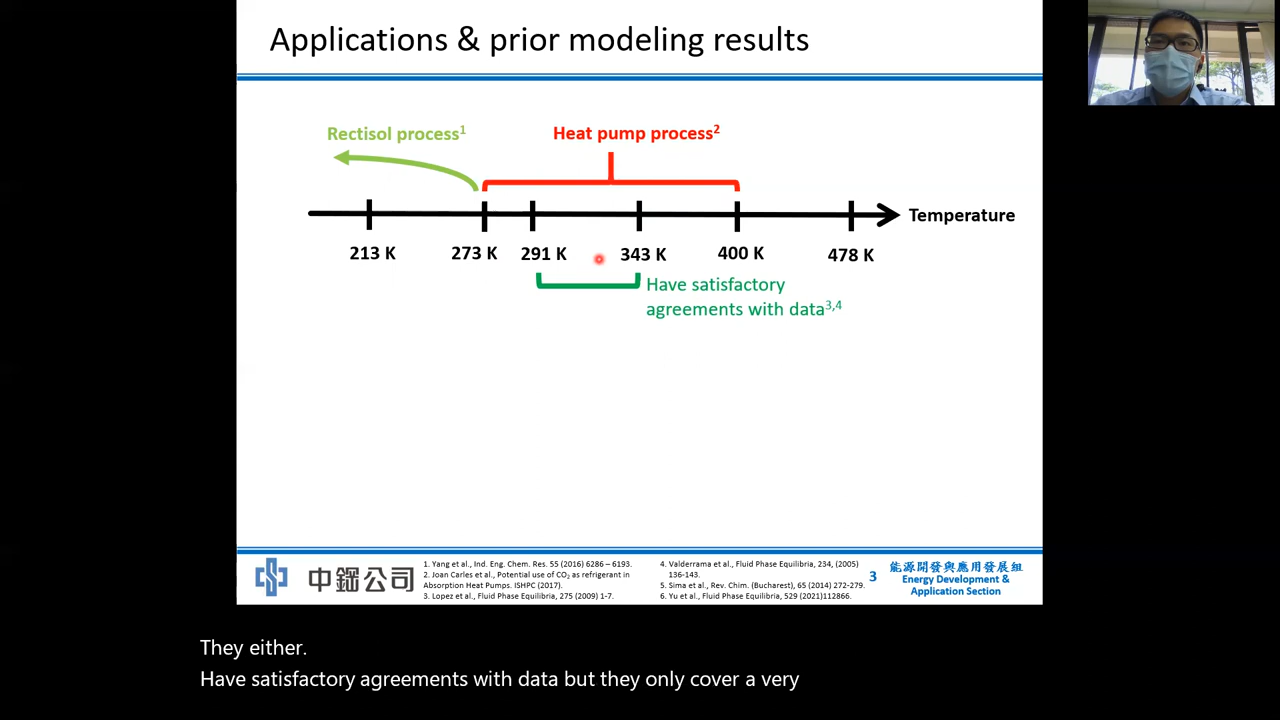 Applications & prior modeling results
Rectisol process1
Heat pump process2
Temperature
213 K
273 K
291 K
343 K
400 K
478 K
Have satisfactory
agreements with data3,4
中鋼公司
1. Yang et al., Ind. Eng. Chem. Res. 55 (2016) 6286 – 6193.
2. Joan Carles et al., Potential use of CO2 as refrigerant in
Absorption Heat Pumps. ISHPC (2017).
3. Lopez et al., Fluid Phase Equilibria, 275 (2009) 1-7.
4. Valderrama et al., Fluid Phase Equilibria, 234, (2005)
136-143.
5. Sima et al., Rev. Chim. (Bucharest), 65 (2014) 272-279.
6. Yu et al., Fluid Phase Equilibria, 529 (2021)112866.
3
能源開發與應用發展組
Energy Development &
Application Section
They either.
Have satisfactory agreements with data but they only cover a very